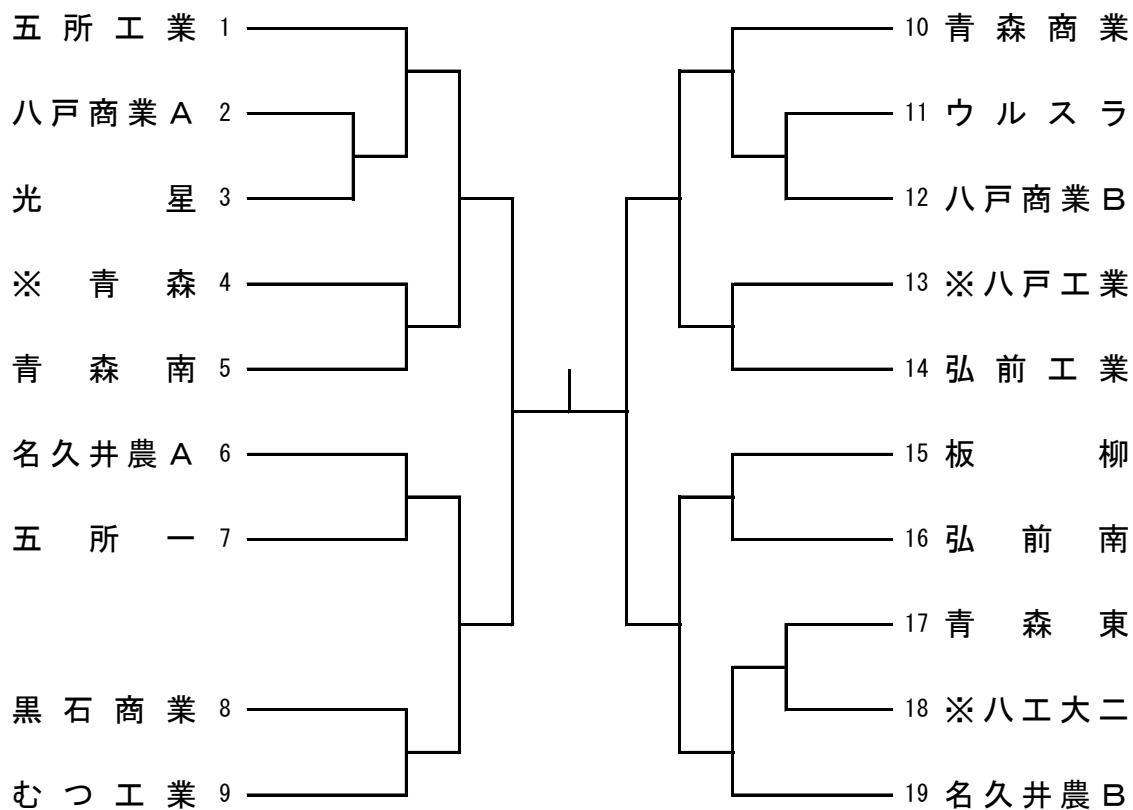 五所工業 1
八戸商業A 2
光星 3
※青森 4
青森南 5
名久井農A 6
五所一 7
黒石商業 8
むつ工業 9
10 青森商業
11 ウルスラ
12 八戸商業B
13 ※八戸工業
14 弘前工業
15 板柳
16 弘前南
17 青森東
18 ※八工大二
19 名久井農B